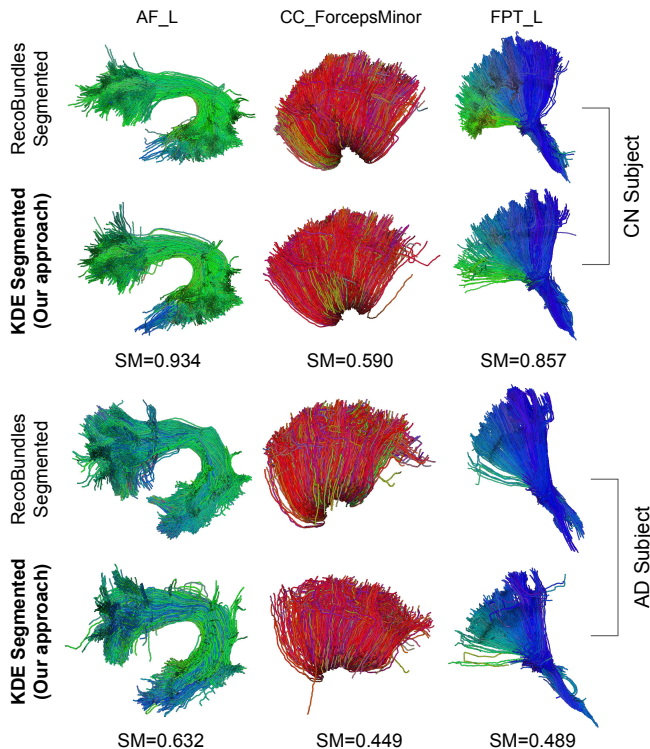 AF_L CC_ForcepsMinor FPT_L
RecoBundles
Segmented
KDE Segmented
(Our approach)
CN Subject
SM=0.934 SM=0.590 SM=0.857
RecoBundles
Segmented
KDE Segmented
(Our approach)
AD Subject
SM=0.632 SM=0.449 SM=0.489